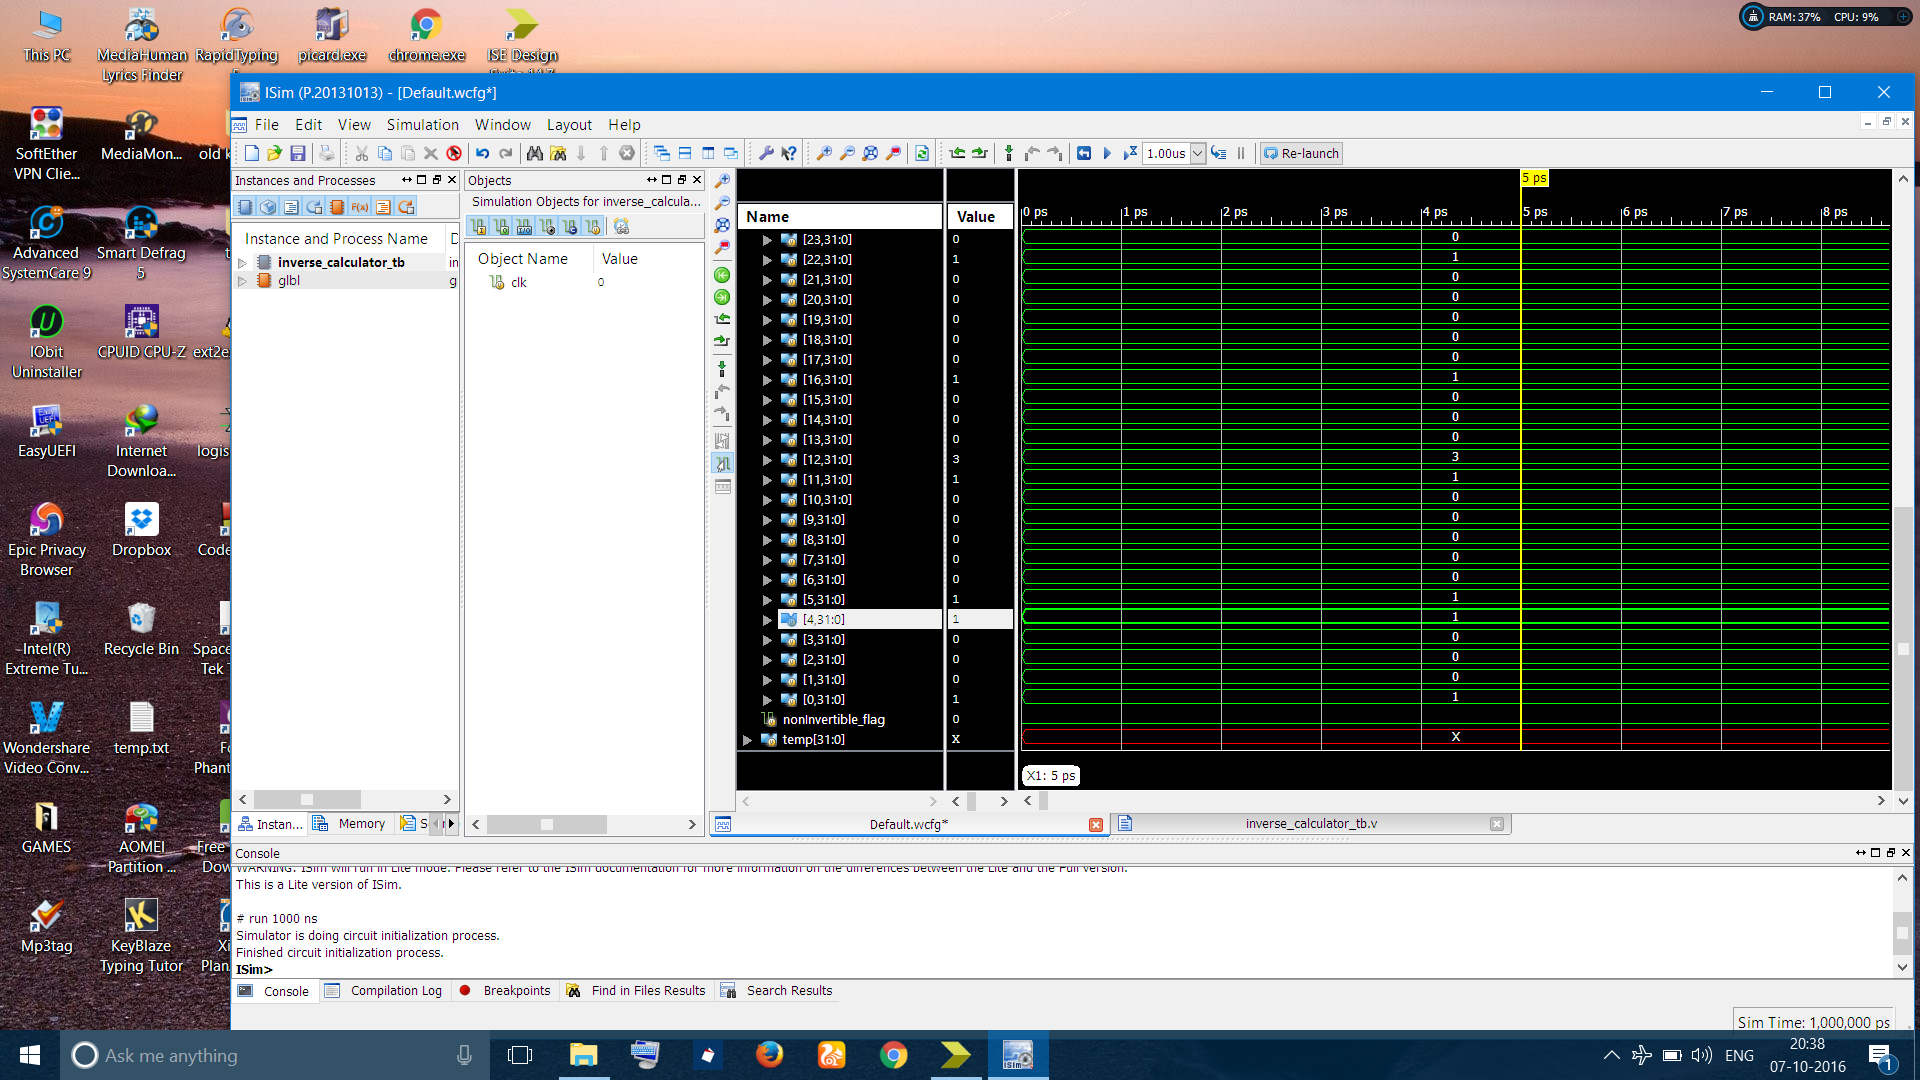 This PC
MediaHuman
Lyrics Finder
RapidTyping
picard.exe
chrome.exe
ISE Design
RAM: 37% CPU: 9%
SoftEther
VPN Clie...
MediaMon...
old k
Advanced
SystemCare 9
Smart Defrag
5
IObit
Uninstaller
CPUID CPU-Z
ext2e
EasyUEFI
Internet
Downloa...
logis
Epic Privacy
Browser
Dropbox
Code
Intel(R)
Extreme Tu...
Recycle Bin
Space
Tek
Wondershare
Video Conv...
temp.txt
Phant
GAMES
AOMEI
Partition ...
Free
Dow
Mp3tag
KeyBlaze
Typing Tutor
Xi
Plan
ISim (P.20131013) - [Default.wcfg*]
File Edit View Simulation Window Layout Help
1.00us
Re-launch
Instances and Processes
Instance and Process Name D
inverse_calculator_tb in
glbl g
Objects
Simulation Objects for inverse_calcula...
Object Name Value
clk 0
5 ps
Name Value 0 ps 1 ps 2 ps 3 ps 4 ps 5 ps 6 ps 7 ps 8 ps
[23,31:0] 0 0
[22,31:0] 1 1
[21,31:0] 0 0
[20,31:0] 0 0
[19,31:0] 0 0
[18,31:0] 0 0
[17,31:0] 0 0
[16,31:0] 1 1
[15,31:0] 0 0
[14,31:0] 0 0
[13,31:0] 0 0
[12,31:0] 3 3
[11,31:0] 1 1
[10,31:0] 0 0
[9,31:0] 0 0
[8,31:0] 0 0
[7,31:0] 0 0
[6,31:0] 0 0
[5,31:0] 1 1
[4,31:0] 1 1
[3,31:0] 0 0
[2,31:0] 0 0
[1,31:0] 0 0
[0,31:0] 1 1
noninvertible_flag 0
temp[31:0] X X
X1: 5 ps
Instan... Memory S
Default.wcfg* inverse_calculator_tb.v
Console
WARNING: ISim will run in Lite mode. Please refer to the ISim documentation for more information on the differences between the Lite and the Full version.
This is a Lite version of ISim.
# run 1000 ns
Simulator is doing circuit initialization process.
Finished circuit initialization process.
ISim>
Console Compilation Log Breakpoints Find in Files Results Search Results
Sim Time: 1,000,000 ps
Ask me anything
ISim
ENG
20:38
07-10-2016
1